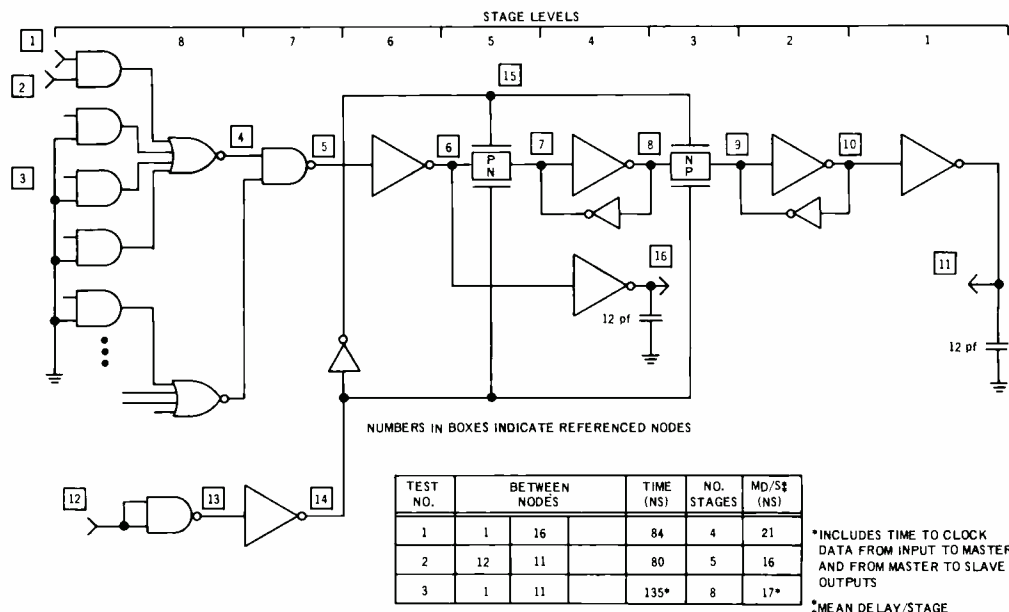 STAGE LEVELS
8 7 6 5 4 3 2 1
1
2
3
4
5
6
7
8
9
10
11
12
13
14
15
16
P
N
N
P
12 pf
12 pf
NUMBERS IN BOXES INDICATE REFERENCED NODES
TEST NO. BETWEEN NODES TIME (NS) NO. STAGES MD/S‡ (NS)
1 1 16 84 4 21
2 12 11 80 5 16
3 1 11 135* 8 17*
*INCLUDES TIME TO CLOCK
DATA FROM INPUT TO MASTER
AND FROM MASTER TO SLAVE
OUTPUTS
‡MEAN DELAY/STAGE